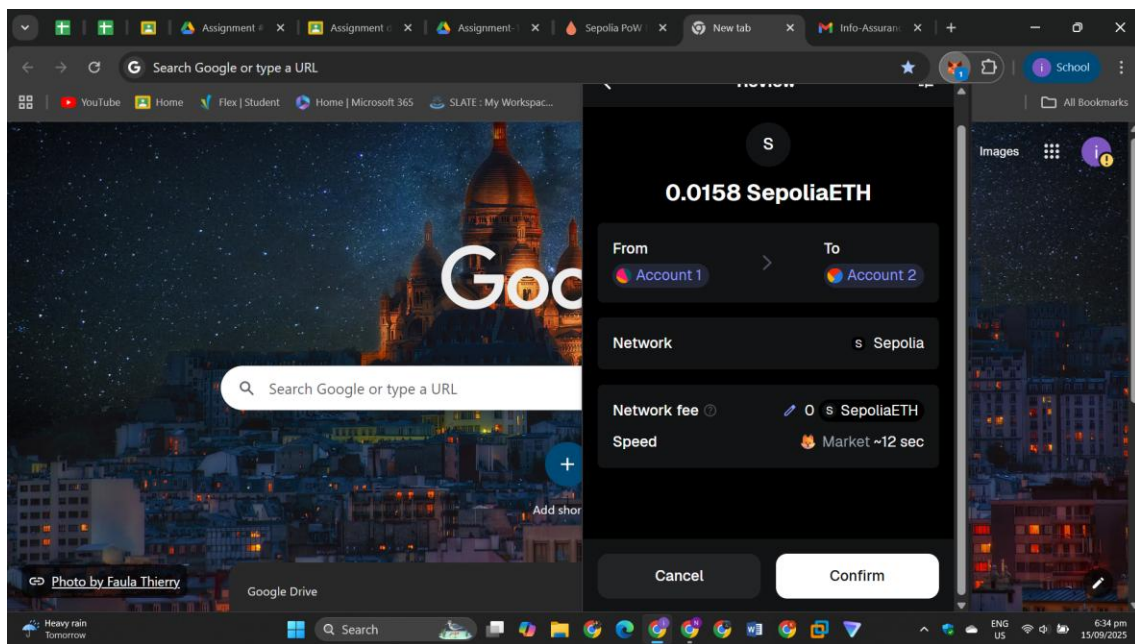 Assignment #
Assignment d
Assignment-1
Sepolia PoW F
New tab
Info-Assuranc
Search Google or type a URL
School
YouTube
Home
Flex | Student
Home | Microsoft 365
SLATE : My Workspac...
All Bookmarks
Images
S
0.0158 SepoliaETH
From
To
Account 1
Account 2
Network
S Sepolia
Network fee
0 S SepoliaETH
Speed
Market ~12 sec
Cancel
Confirm
Goo
Search Google or type a URL
Add shor
Photo by Faula Thierry
Google Drive
Heavy rain
Tomorrow
Search
ENG
US
6:34 pm
15/09/2025